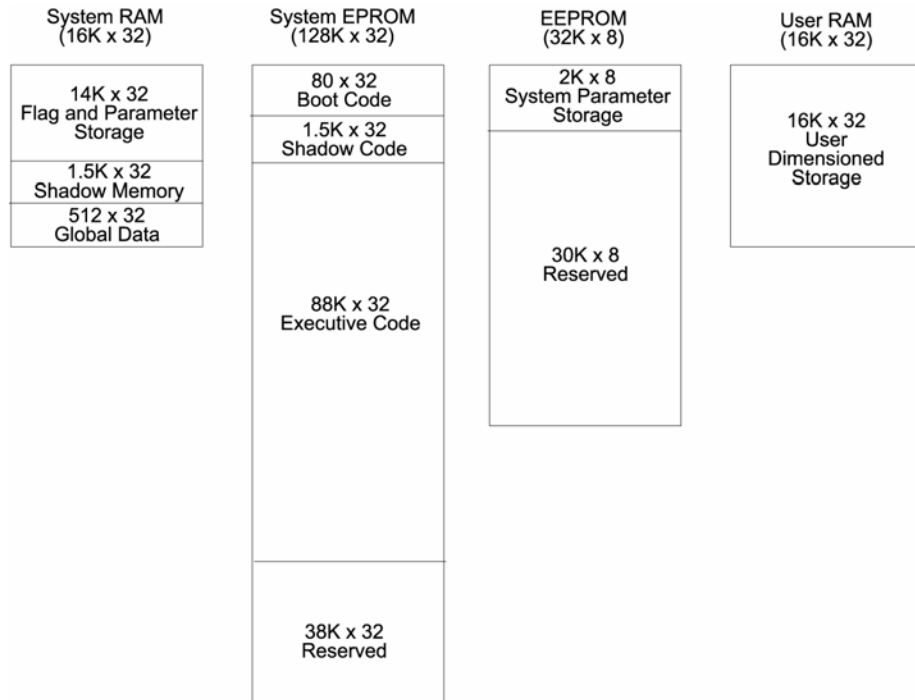 System RAM
(16K x 32)
14K x 32
Flag and Parameter
Storage
1.5K x 32
Shadow Memory
512 x 32
Global Data
System EPROM
(128K x 32)
80 x 32
Boot Code
1.5K x 32
Shadow Code
88K x 32
Executive Code
38K x 32
Reserved
EEPROM
(32K x 8)
2K x 8
System Parameter
Storage
30K x 8
Reserved
User RAM
(16K x 32)
16K x 32
User
Dimensioned
Storage